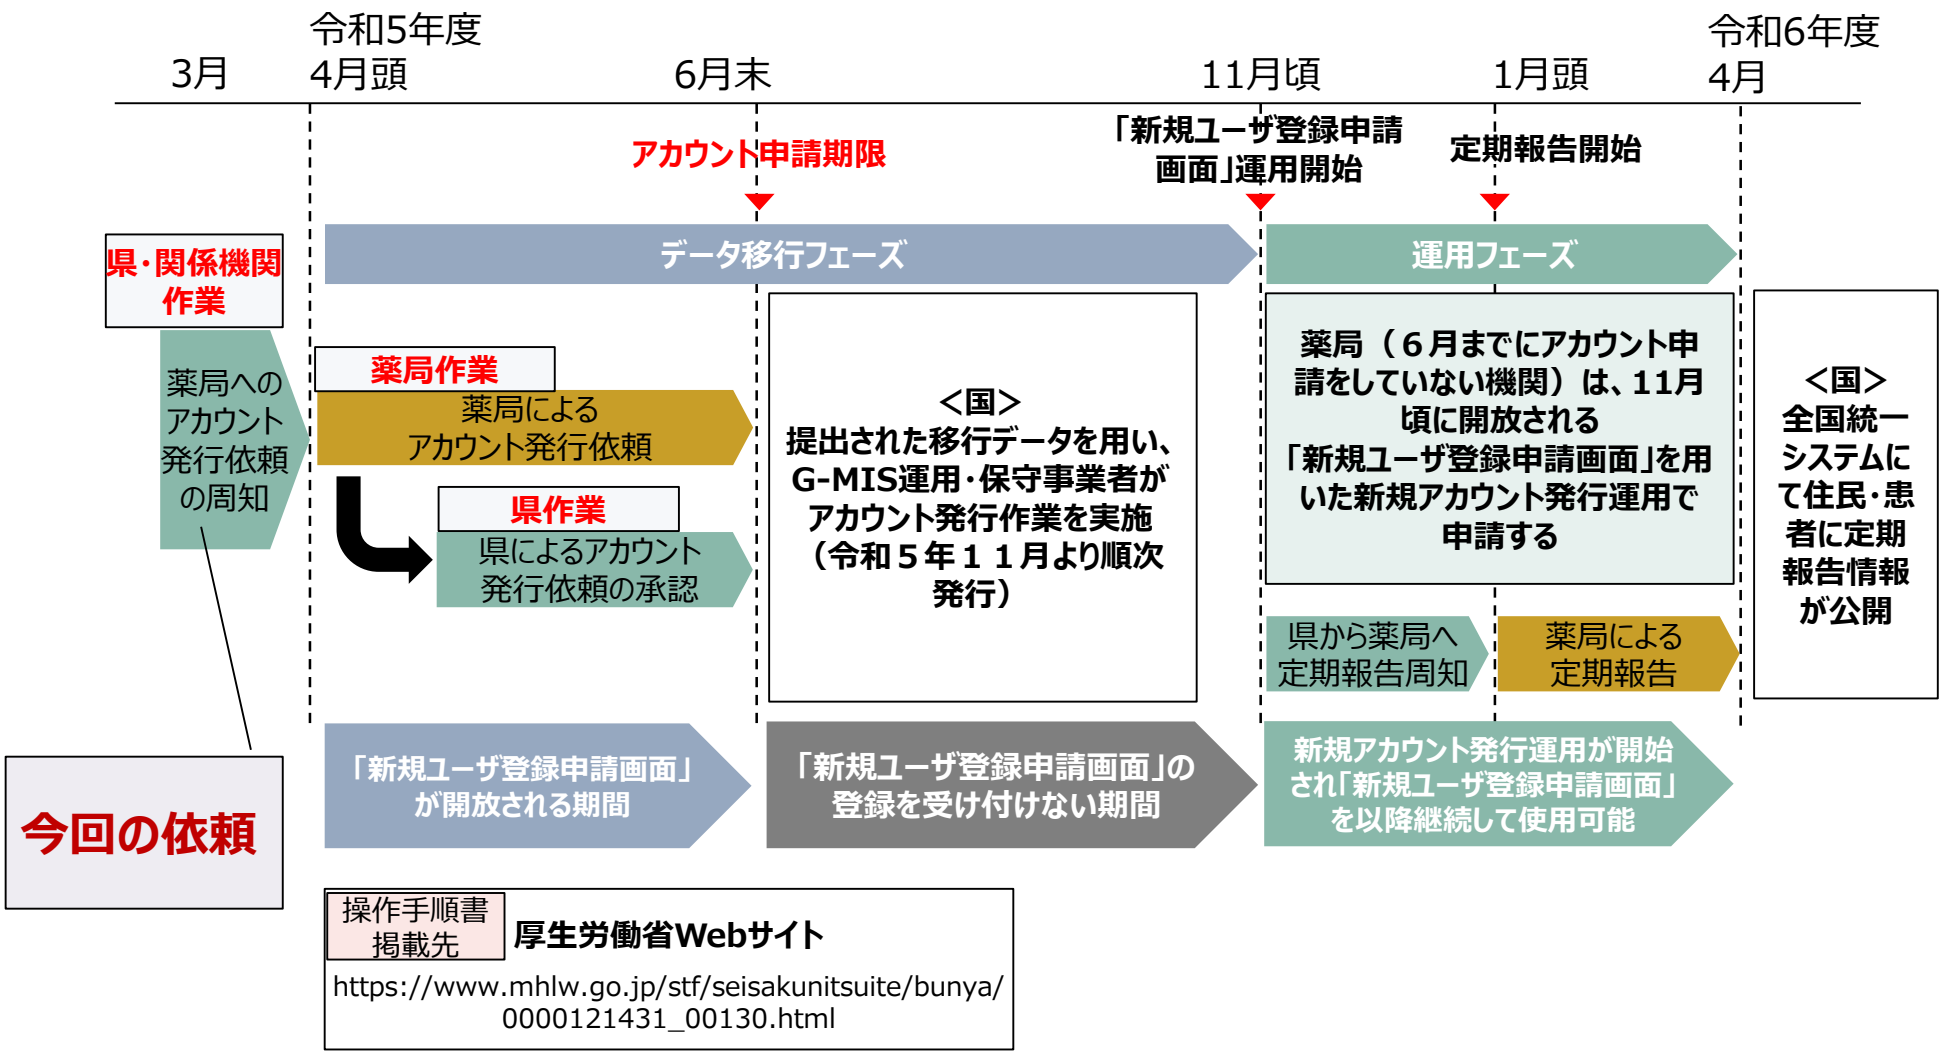 令和5年度
令和6年度
3月
4月頭
6月末
11月頃
1月頭
4月
アカウント申請期限
「新規ユーザ登録申請
画面」運用開始
定期報告開始
データ移行フェーズ
運用フェーズ
県・関係機関
作業
薬局への
アカウント
発行依頼
の周知
薬局作業
薬局による
アカウント発行依頼
県作業
県によるアカウント
発行依頼の承認
＜国＞
提出された移行データを用い、
G-MIS運用・保守事業者が
アカウント発行作業を実施
（令和５年１１月より順次
発行）
薬局（６月までにアカウント申
請をしていない機関）は、11月
頃に開放される
「新規ユーザ登録申請画面」を用
いた新規アカウント発行運用で
申請する
＜国＞
全国統一
システムに
て住民・患
者に定期
報告情報
が公開
県から薬局へ
定期報告周知
薬局による
定期報告
「新規ユーザ登録申請画面」
が開放される期間
「新規ユーザ登録申請画面」の
登録を受け付けない期間
新規アカウント発行運用が開始
され「新規ユーザ登録申請画面」
を以降継続して使用可能
今回の依頼
操作手順書
掲載先
厚生労働省Webサイト
https://www.mhlw.go.jp/stf/seisakunitsuite/bunya/
0000121431_00130.html